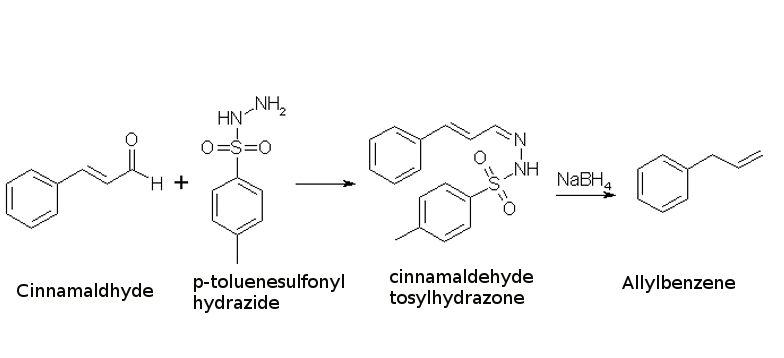 O
H
+
HN
NH2
O=S=O
N
NH
O
S
O
NaBH4
Cinnamaldhyde
p-toluenesulfonyl
hydrazide
cinnamaldehyde
tosylhydrazone
Allylbenzene